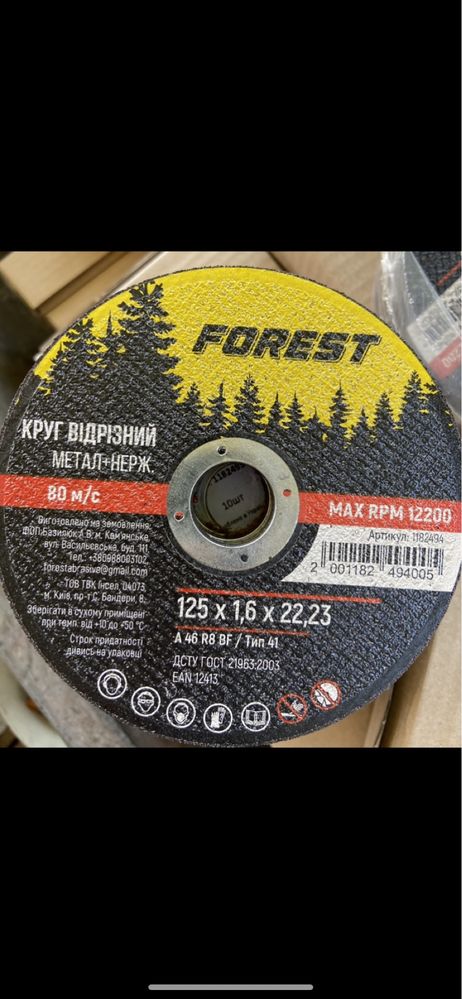 FOREST
КРУГ ВІДРІЗНИЙ
МЕТАЛ+НЕРЖ.
80 м/с
MAX RPM 12200
Виготовлено на замовлення:
ФОП Базилюк А.В., м. Кам'янське,
вул. Васильєвська, буд. 111
Тел.: +380988003102
forestabrasive@gmail.com
ТОВ ТВК Інсел, 04073,
м. Київ, пр-т С. Бандери, 8,
Зберігати в сухому приміщені
при темп. від +10 до +50 °C
Строк придатності
дивись на упаковці
10шт
Артикул: 1182494
2 001182 494005
125 x 1,6 x 22,23
A 46 R8 BF / Тип 41
ДСТУ ГОСТ 21963:2003
EAN 12413